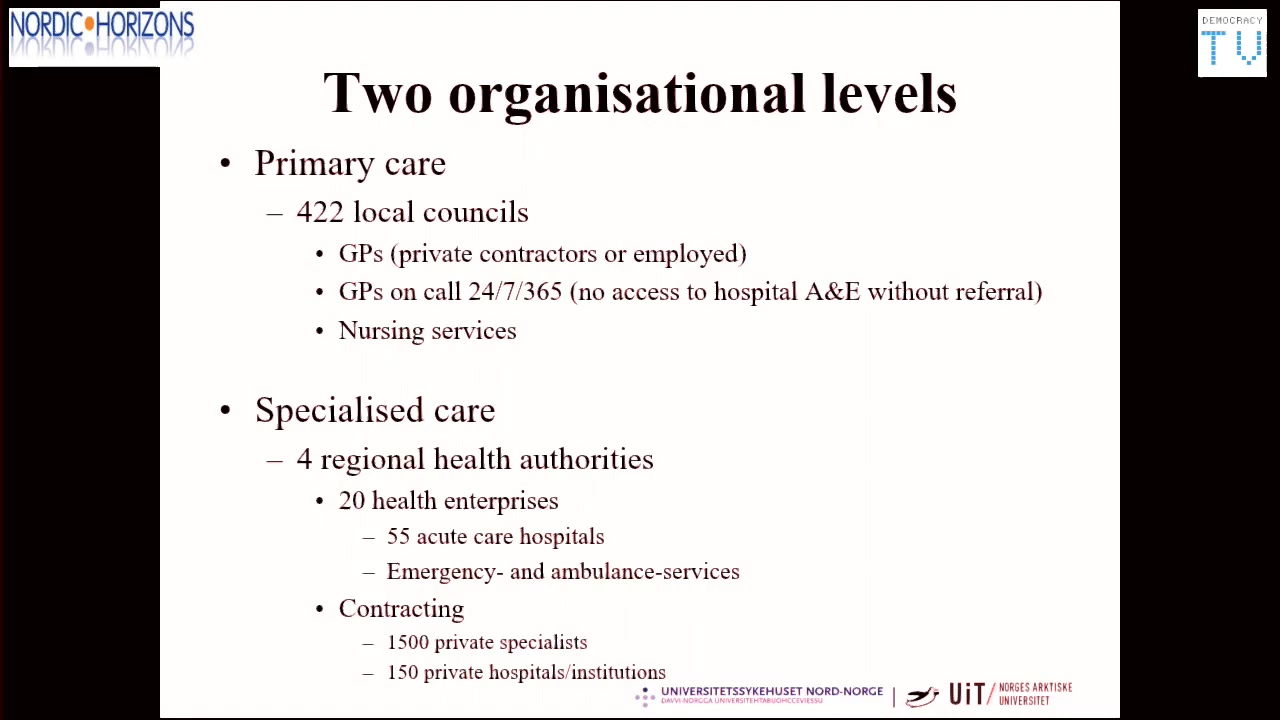 NORDIC•HORIZONS
DEMOCRACY
TV
Two organisational levels
• Primary care
– 422 local councils
• GPs (private contractors or employed)
• GPs on call 24/7/365 (no access to hospital A&E without referral)
• Nursing services
• Specialised care
– 4 regional health authorities
• 20 health enterprises
– 55 acute care hospitals
– Emergency- and ambulance-services
• Contracting
– 1500 private specialists
– 150 private hospitals/institutions
UNIVERSITETSSYKEHUSET NORD-NORGE
DAVVI-NORGGA UNIVERSITEHTABUOHCCEVIESSU
UiT / NORGES ARKTISKE
UNIVERSITET